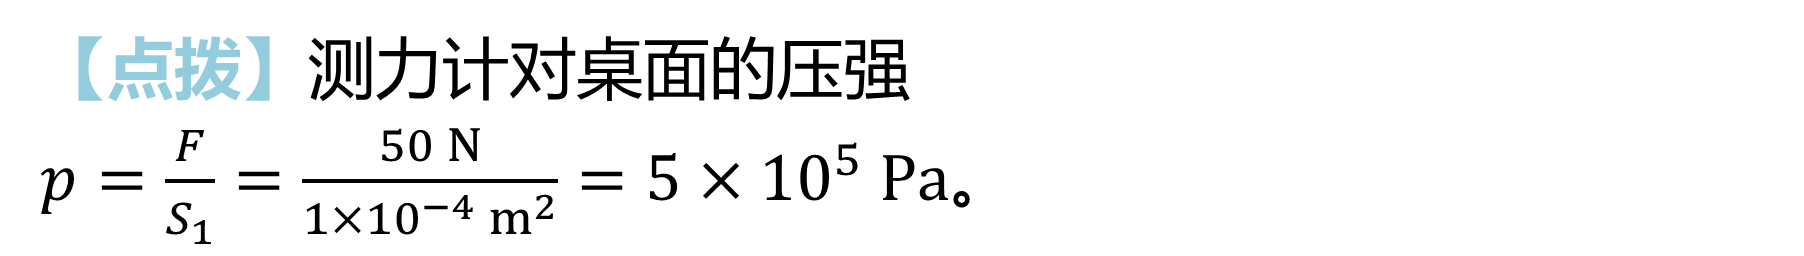 【点拨】测力计对桌面的压强
p = F/S₁ = 50 N/1×10⁻⁴ m² = 5 × 10⁵ Pa。